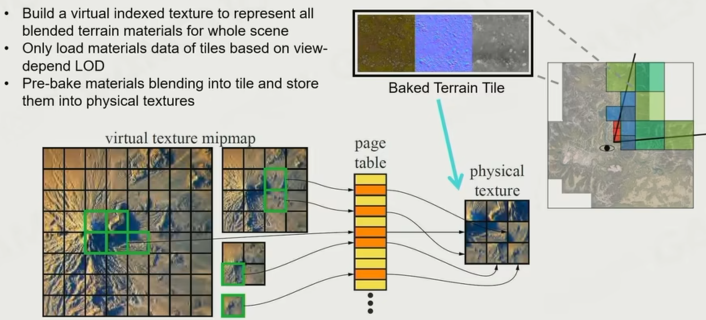 • Build a virtual indexed texture to represent all
blended terrain materials for whole scene
• Only load materials data of tiles based on view-
depend LOD
• Pre-bake materials blending into tile and store
them into physical textures
Baked Terrain Tile
virtual texture mipmap
page
table
physical
texture